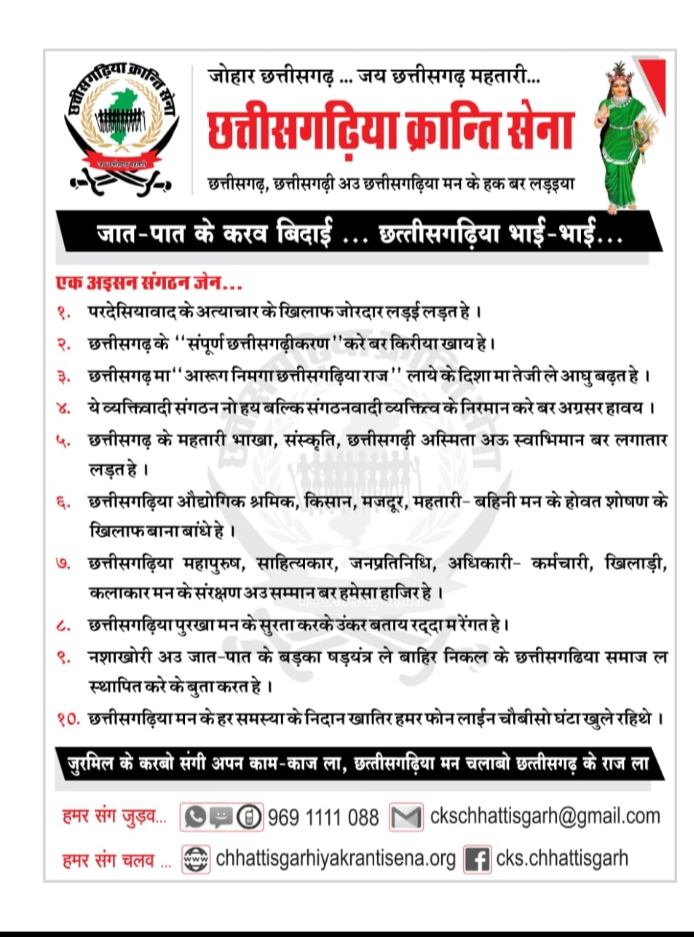 छत्तीसगढ़िया क्रान्ति सेना
जोहार छत्तीसगढ़ ... जय छत्तीसगढ़ महतारी...
छत्तीसगढ़िया क्रान्ति सेना
छत्तीसगढ़, छत्तीसगढ़ी अउ छत्तीसगढ़िया मन के हक बर लड़इया
जात-पात के करव बिदाई ... छत्तीसगढ़िया भाई-भाई...
एक अइसन संगठन जेन...
१. परदेसियावाद के अत्याचार के खिलाफ जोरदार लड़ई लड़त हे ।
२. छत्तीसगढ़ के ''संपूर्ण छत्तीसगढ़ीकरण'' करे बर किरीया खाय हे।
३. छत्तीसगढ़ मा ''आरूग निमगा छत्तीसगढ़िया राज'' लाये के दिशा मा तेजी ले आघु बढ़त हे ।
४. ये व्यक्तिवादी संगठन नो हय बल्कि संगठनवादी व्यक्तित्व के निरमान करे बर अग्रसर हावय ।
५. छत्तीसगढ़ के महतारी भाखा, संस्कृति, छत्तीसगढ़ी अस्मिता अऊ स्वाभिमान बर लगातार
लड़त हे ।
६. छत्तीसगढ़िया औद्योगिक श्रमिक, किसान, मजदूर, महतारी- बहिनी मन के होवत शोषण के
खिलाफ बाना बांधे हे ।
७. छत्तीसगढ़िया महापुरुष, साहित्यकार, जनप्रतिनिधि, अधिकारी- कर्मचारी, खिलाड़ी,
कलाकार मन के संरक्षण अउ सम्मान बर हमेसा हाजिर हे ।
८. छत्तीसगढ़िया पुरखा मन के सुरता करके उंकर बताय रद्दा म रेंगत हे।
९. नशाखोरी अउ जात-पात के बड़का षड़यंत्र ले बाहिर निकल के छत्तीसगढिया समाज ल
स्थापित करे के बुता करत हे ।
१०. छत्तीसगढ़िया मन के हर समस्या के निदान खातिर हमर फोन लाईन चौबीसो घंटा खुले रहिथे ।
जुरमिल के करबो संगी अपन काम-काज ला, छत्तीसगढ़िया मन चलाबो छत्तीसगढ़ के राज ला
हमर संग जुड़व... 969 1111 088 ckschhattisgarh@gmail.com
हमर संग चलव ... chhattisgarhiyakrantisena.org cks.chhattisgarh